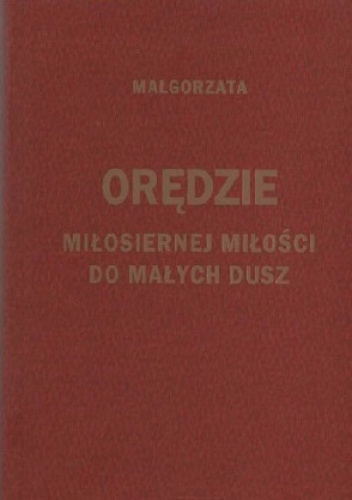 MAŁGORZATA
ORĘDZIE
MIŁOSIERNEJ MIŁOŚCI
DO MAŁYCH DUSZ